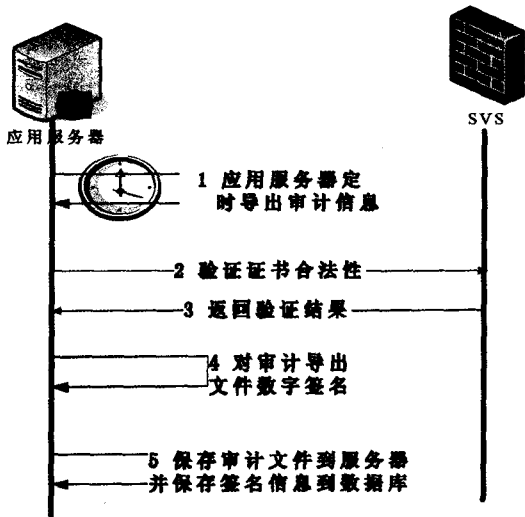 应用服务器
SVS
1 应用服务器定
时导出审计信息
2 验证证书合法性
3 返回验证结果
4 对审计导出
文件数字签名
5 保存审计文件到服务器
并保存签名信息到数据库